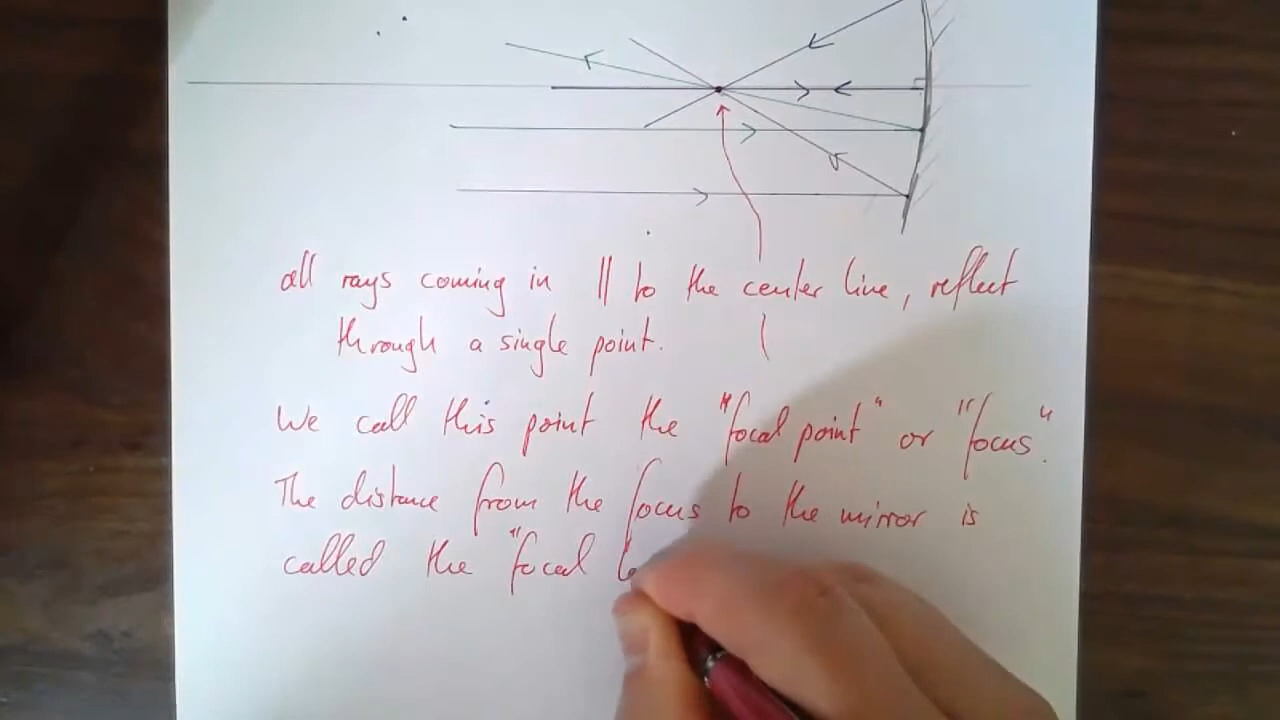 all rays coming in || to the center line, reflect
through a single point.
We call this point the "focal point" or "focus".
The distance from the focus to the mirror is
called the "focal